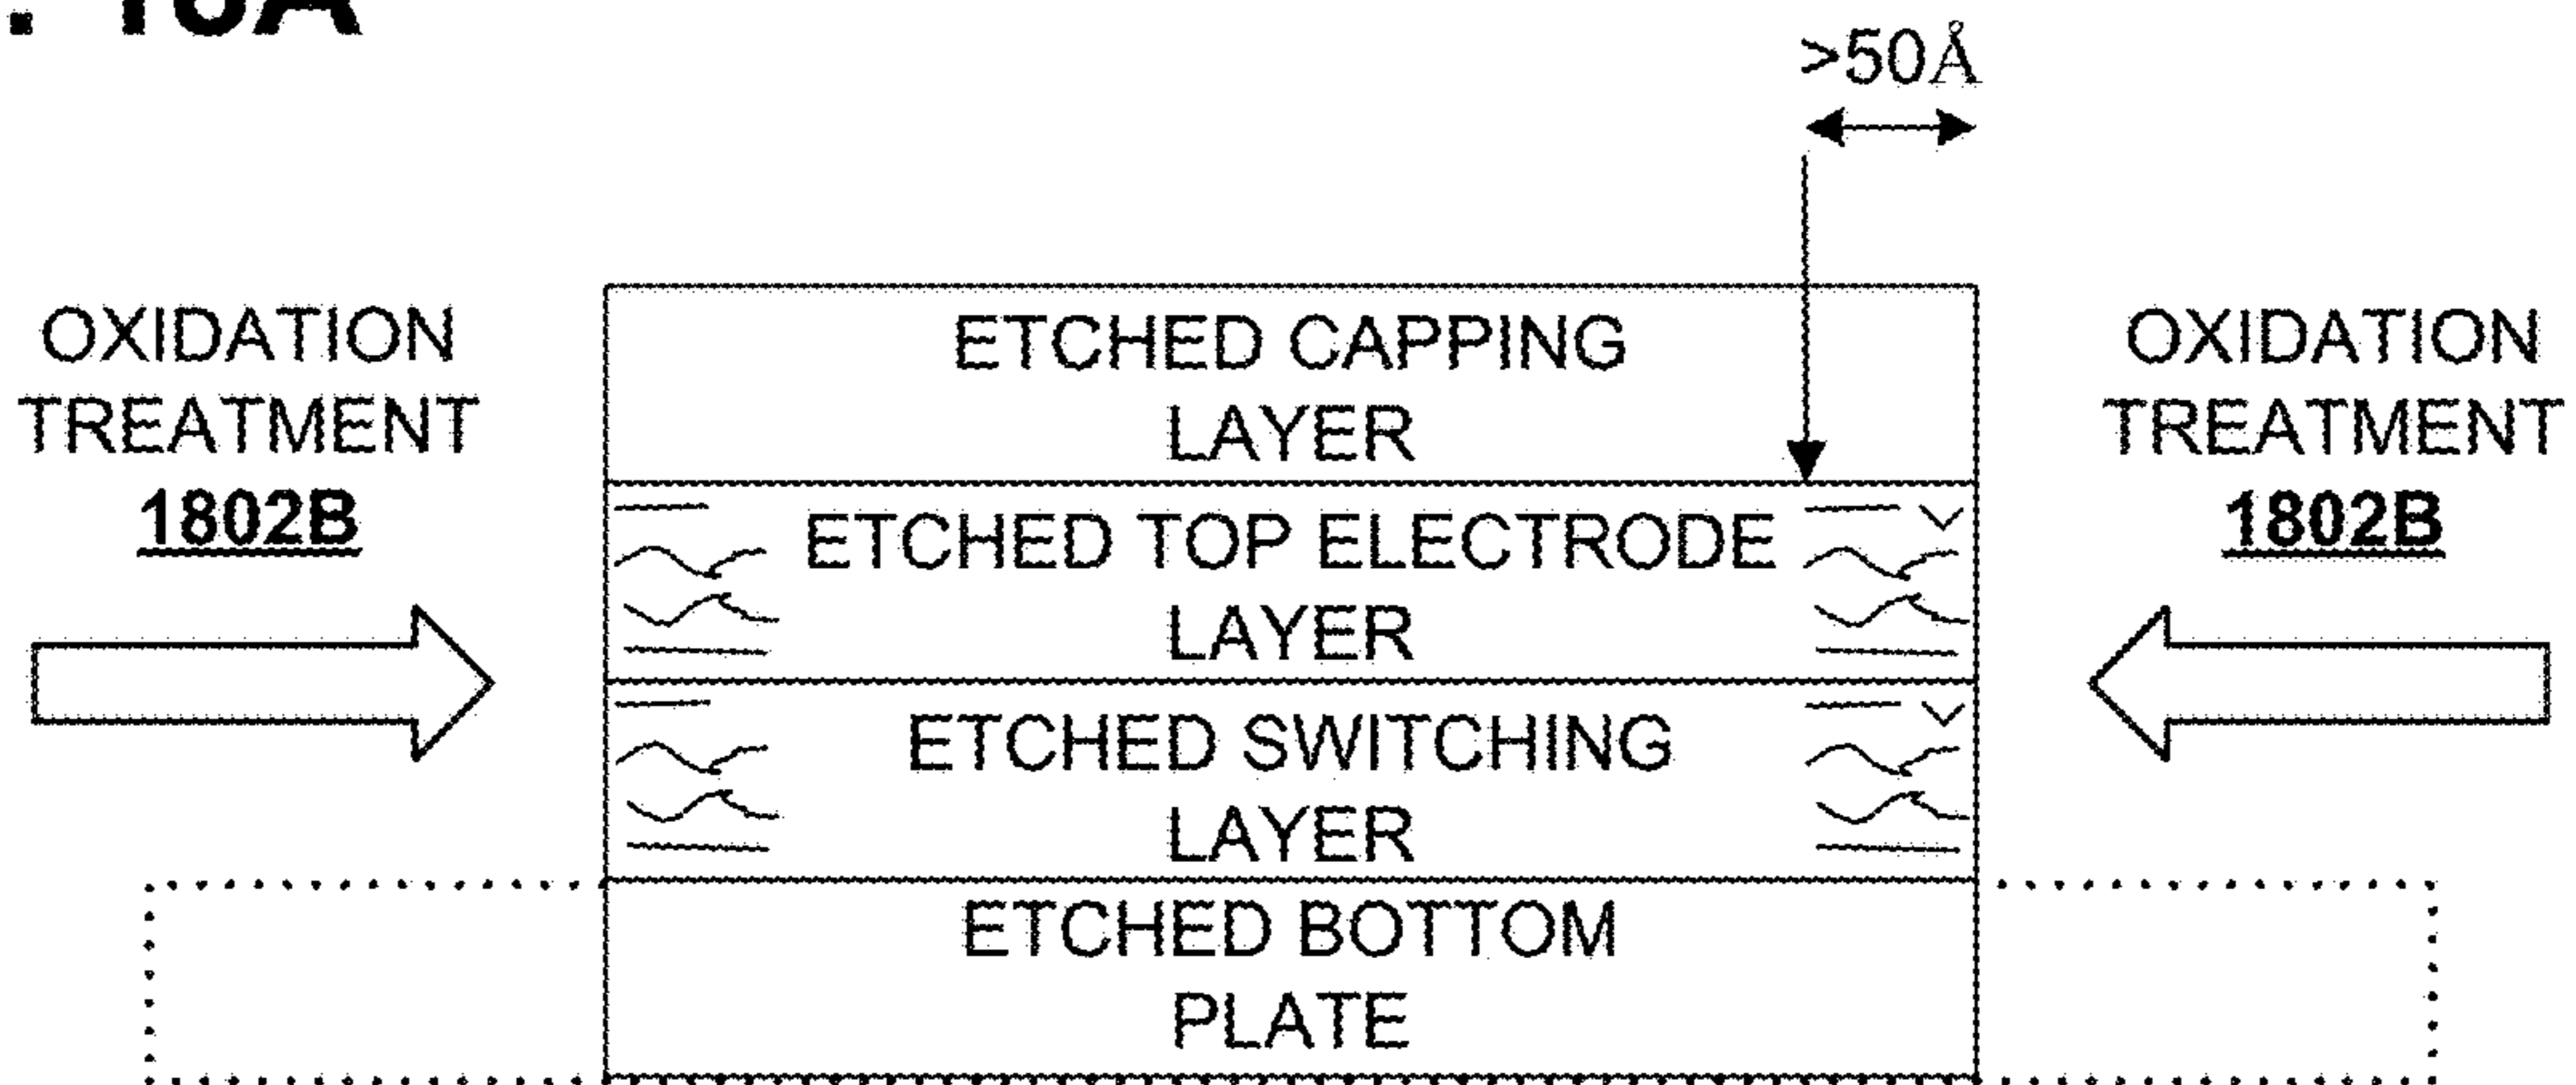 . 18A
>50Å
OXIDATION
TREATMENT
1802B
ETCHED CAPPING
LAYER
ETCHED TOP ELECTRODE
LAYER
ETCHED SWITCHING
LAYER
ETCHED BOTTOM
PLATE
OXIDATION
TREATMENT
1802B